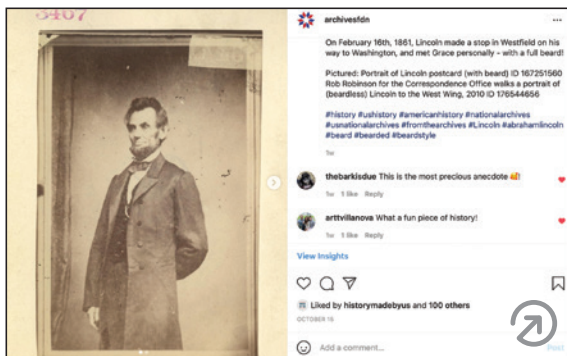 3407
archivesfdn
On February 16th, 1861, Lincoln made a stop in Westfield on his
way to Washington, and met Grace personally - with a full beard!
Pictured: Portrait of Lincoln postcard (with beard) ID 167251560
Rob Robinson for the Correspondence Office walks a portrait of
(beardless) Lincoln to the West Wing, 2010 ID 176544656
#history #ushistory #americanhistory #nationalarchives
#usnationalarchives #fromthearchives #Lincoln #abrahamlincoln
#beard #bearded #beardstyle
1w
thebarkisdue This is the most precious anecdote 🥰!
1w 1 like Reply
arttvillanova What a fun piece of history!
1w 1 like Reply
View Insights
Liked by historymadebyus and 100 others
OCTOBER 18
Add a comment...
Post